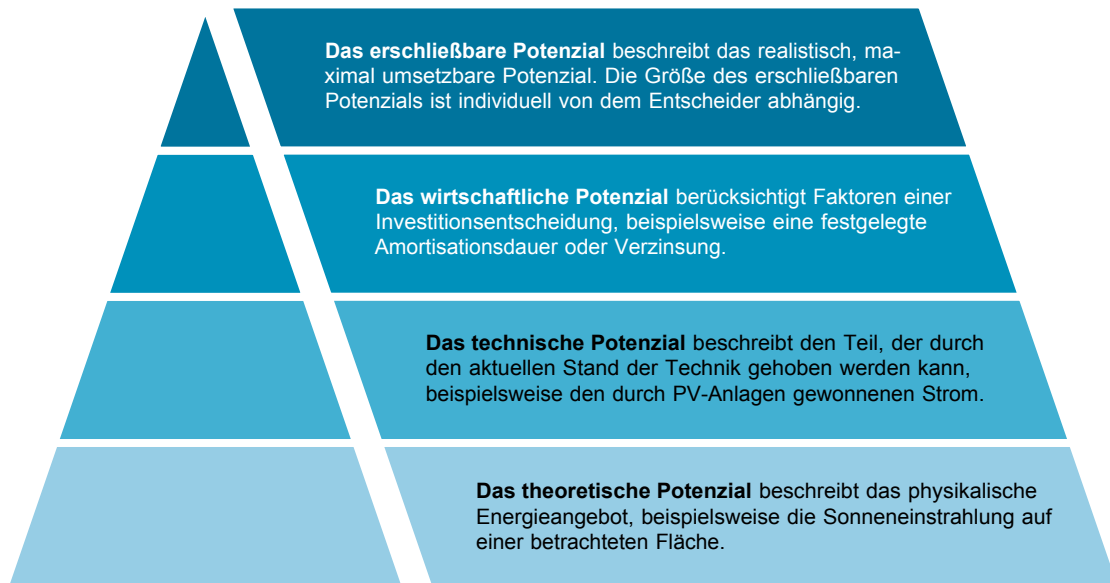 Das erschließbare Potenzial beschreibt das realistisch, ma-
ximal umsetzbare Potenzial. Die Größe des erschließbaren
Potenzials ist individuell von dem Entscheider abhängig.
Das wirtschaftliche Potenzial berücksichtigt Faktoren einer
Investitionsentscheidung, beispielsweise eine festgelegte
Amortisationsdauer oder Verzinsung.
Das technische Potenzial beschreibt den Teil, der durch
den aktuellen Stand der Technik gehoben werden kann,
beispielsweise den durch PV-Anlagen gewonnenen Strom.
Das theoretische Potenzial beschreibt das physikalische
Energieangebot, beispielsweise die Sonneneinstrahlung auf
einer betrachteten Fläche.